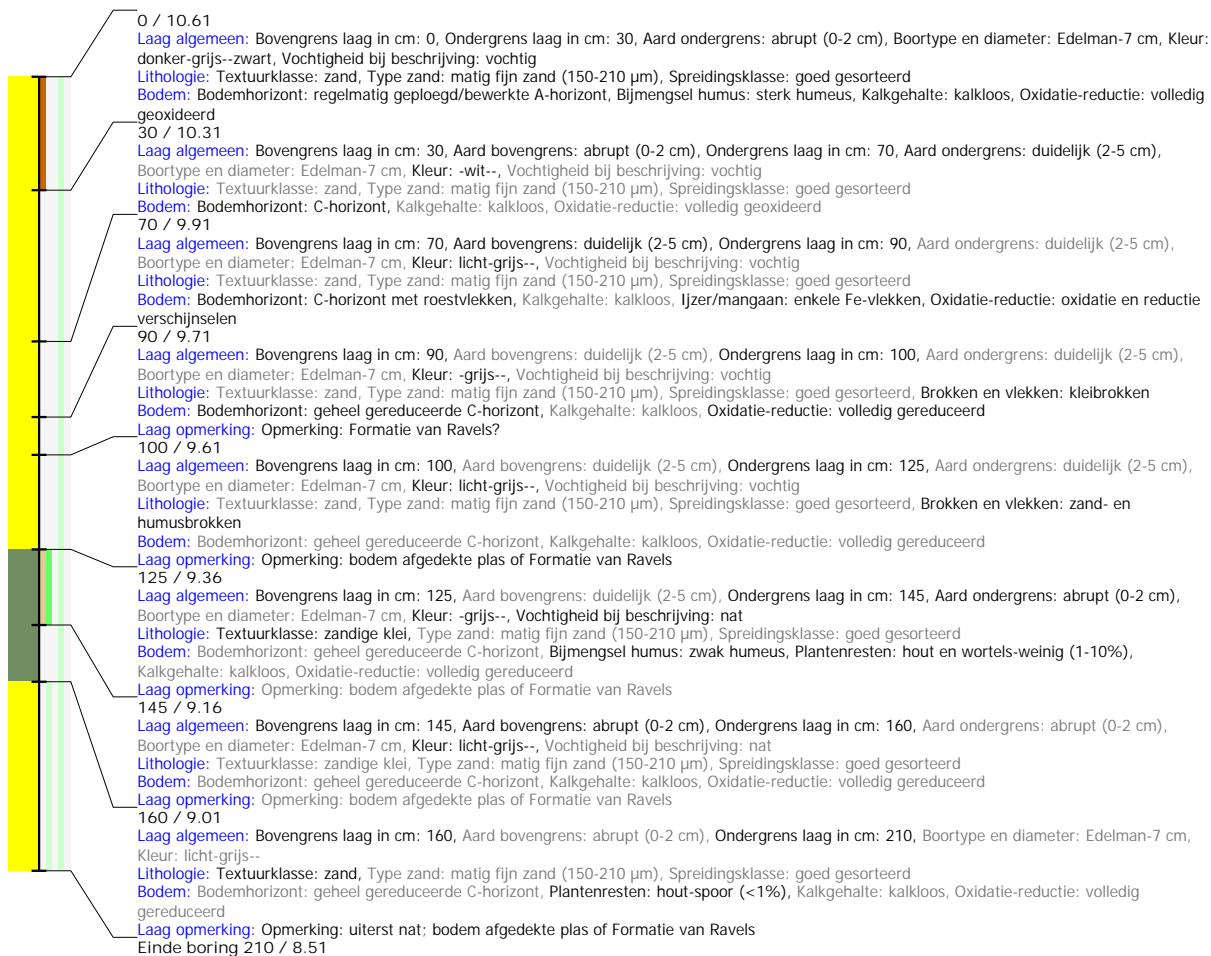 0 / 10.61
Laag algemeen: Bovengrens laag in cm: 0, Ondergrens laag in cm: 30, Aard ondergrens: abrupt (0-2 cm), Boortype en diameter: Edelman-7 cm, Kleur:
donker-grijs--zwart, Vochtigheid bij beschrijving: vochtig
Lithologie: Textuurklasse: zand, Type zand: matig fijn zand (150-210 µm), Spreidingsklasse: goed gesorteerd
Bodem: Bodemhorizont: regelmatig geploegd/bewerkte A-horizont, Bijmengsel humus: sterk humeus, Kalkgehalte: kalkloos, Oxidatie-reductie: volledig
geoxideerd
30 / 10.31
Laag algemeen: Bovengrens laag in cm: 30, Aard bovengrens: abrupt (0-2 cm), Ondergrens laag in cm: 70, Aard ondergrens: duidelijk (2-5 cm),
Boortype en diameter: Edelman-7 cm, Kleur: -wit--, Vochtigheid bij beschrijving: vochtig
Lithologie: Textuurklasse: zand, Type zand: matig fijn zand (150-210 µm), Spreidingsklasse: goed gesorteerd
Bodem: Bodemhorizont: C-horizont, Kalkgehalte: kalkloos, Oxidatie-reductie: volledig geoxideerd
70 / 9.91
Laag algemeen: Bovengrens laag in cm: 70, Aard bovengrens: duidelijk (2-5 cm), Ondergrens laag in cm: 90, Aard ondergrens: duidelijk (2-5 cm),
Boortype en diameter: Edelman-7 cm, Kleur: licht-grijs--, Vochtigheid bij beschrijving: vochtig
Lithologie: Textuurklasse: zand, Type zand: matig fijn zand (150-210 µm), Spreidingsklasse: goed gesorteerd
Bodem: Bodemhorizont: C-horizont met roestvlekken, Kalkgehalte: kalkloos, Ijzer/mangaan: enkele Fe-vlekken, Oxidatie-reductie: oxidatie en reductie
verschijnselen
90 / 9.71
Laag algemeen: Bovengrens laag in cm: 90, Aard bovengrens: duidelijk (2-5 cm), Ondergrens laag in cm: 100, Aard ondergrens: duidelijk (2-5 cm),
Boortype en diameter: Edelman-7 cm, Kleur: -grijs--, Vochtigheid bij beschrijving: vochtig
Lithologie: Textuurklasse: zand, Type zand: matig fijn zand (150-210 µm), Spreidingsklasse: goed gesorteerd, Brokken en vlekken: kleibrokken
Bodem: Bodemhorizont: geheel gereduceerde C-horizont, Kalkgehalte: kalkloos, Oxidatie-reductie: volledig gereduceerd
Laag opmerking: Opmerking: Formatie van Ravels?
100 / 9.61
Laag algemeen: Bovengrens laag in cm: 100, Aard bovengrens: duidelijk (2-5 cm), Ondergrens laag in cm: 125, Aard ondergrens: duidelijk (2-5 cm),
Boortype en diameter: Edelman-7 cm, Kleur: licht-grijs--, Vochtigheid bij beschrijving: vochtig
Lithologie: Textuurklasse: zand, Type zand: matig fijn zand (150-210 µm), Spreidingsklasse: goed gesorteerd, Brokken en vlekken: zand- en
humusbrokken
Bodem: Bodemhorizont: geheel gereduceerde C-horizont, Kalkgehalte: kalkloos, Oxidatie-reductie: volledig gereduceerd
Laag opmerking: Opmerking: bodem afgedekte plas of Formatie van Ravels
125 / 9.36
Laag algemeen: Bovengrens laag in cm: 125, Aard bovengrens: duidelijk (2-5 cm), Ondergrens laag in cm: 145, Aard ondergrens: abrupt (0-2 cm),
Boortype en diameter: Edelman-7 cm, Kleur: -grijs--, Vochtigheid bij beschrijving: nat
Lithologie: Textuurklasse: zandige klei, Type zand: matig fijn zand (150-210 µm), Spreidingsklasse: goed gesorteerd
Bodem: Bodemhorizont: geheel gereduceerde C-horizont, Bijmengsel humus: zwak humeus, Plantenresten: hout en wortels-weinig (1-10%),
Kalkgehalte: kalkloos, Oxidatie-reductie: volledig gereduceerd
Laag opmerking: Opmerking: bodem afgedekte plas of Formatie van Ravels
145 / 9.16
Laag algemeen: Bovengrens laag in cm: 145, Aard bovengrens: abrupt (0-2 cm), Ondergrens laag in cm: 160, Aard ondergrens: abrupt (0-2 cm),
Boortype en diameter: Edelman-7 cm, Kleur: licht-grijs--, Vochtigheid bij beschrijving: nat
Lithologie: Textuurklasse: zandige klei, Type zand: matig fijn zand (150-210 µm), Spreidingsklasse: goed gesorteerd
Bodem: Bodemhorizont: geheel gereduceerde C-horizont, Kalkgehalte: kalkloos, Oxidatie-reductie: volledig gereduceerd
Laag opmerking: Opmerking: bodem afgedekte plas of Formatie van Ravels
160 / 9.01
Laag algemeen: Bovengrens laag in cm: 160, Aard bovengrens: abrupt (0-2 cm), Ondergrens laag in cm: 210, Boortype en diameter: Edelman-7 cm,
Kleur: licht-grijs--
Lithologie: Textuurklasse: zand, Type zand: matig fijn zand (150-210 µm), Spreidingsklasse: goed gesorteerd
Bodem: Bodemhorizont: geheel gereduceerde C-horizont, Plantenresten: hout-spoor (<1%), Kalkgehalte: kalkloos, Oxidatie-reductie: volledig
gereduceerd
Laag opmerking: Opmerking: uiterst nat; bodem afgedekte plas of Formatie van Ravels
Einde boring 210 / 8.51